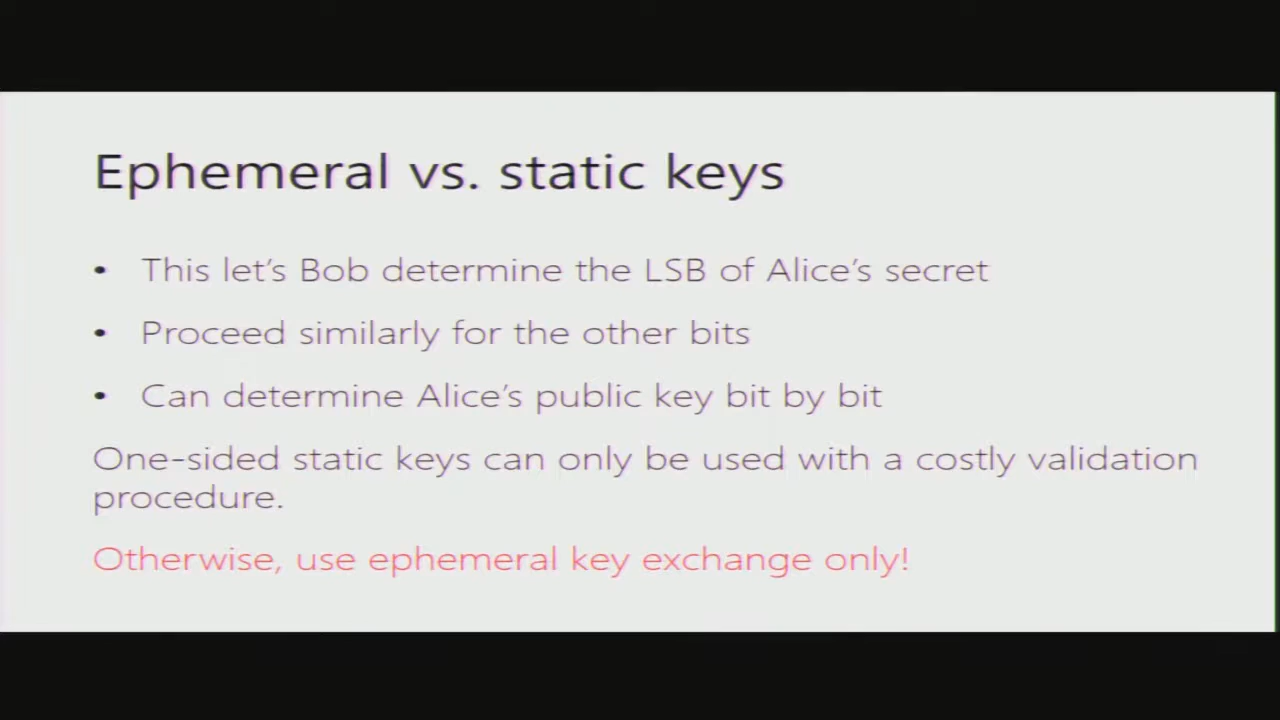 Ephemeral vs. static keys
• This let's Bob determine the LSB of Alice's secret
• Proceed similarly for the other bits
• Can determine Alice's public key bit by bit
One-sided static keys can only be used with a costly validation
procedure.
Otherwise, use ephemeral key exchange only!